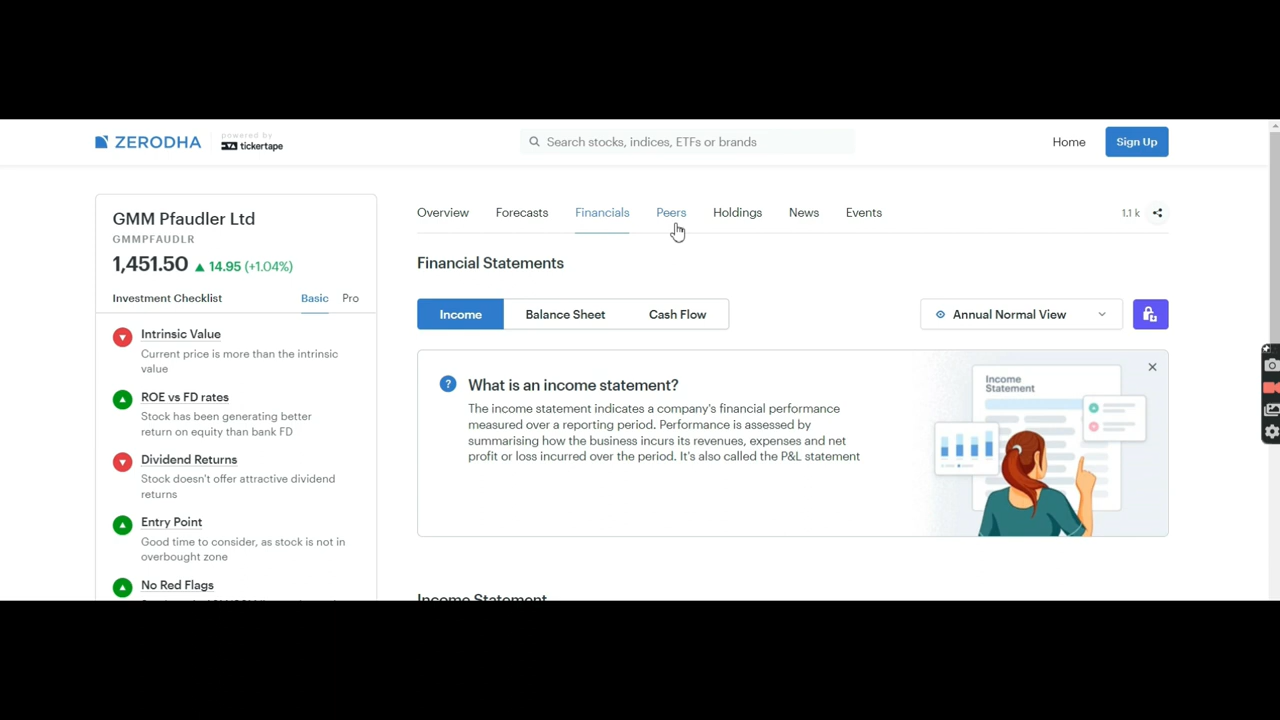 ZERODHA
powered by
tickertape
Search stocks, indices, ETFs or brands
Home
Sign Up
GMM Pfaudler Ltd
GMMPFAUDLR
1,451.50 ▲ 14.95 (+1.04%)
Investment Checklist
Basic
Pro
Intrinsic Value
Current price is more than the intrinsic
value
ROE vs FD rates
Stock has been generating better
return on equity than bank FD
Dividend Returns
Stock doesn't offer attractive dividend
returns
Entry Point
Good time to consider, as stock is not in
overbought zone
No Red Flags
Overview
Forecasts
Financials
Peers
Holdings
News
Events
1.1 k
Financial Statements
Income
Balance Sheet
Cash Flow
Annual Normal View
? What is an income statement?
The income statement indicates a company's financial performance
measured over a reporting period. Performance is assessed by
summarising how the business incurs its revenues, expenses and net
profit or loss incurred over the period. It's also called the P&L statement
Income
Statement
Income Statement